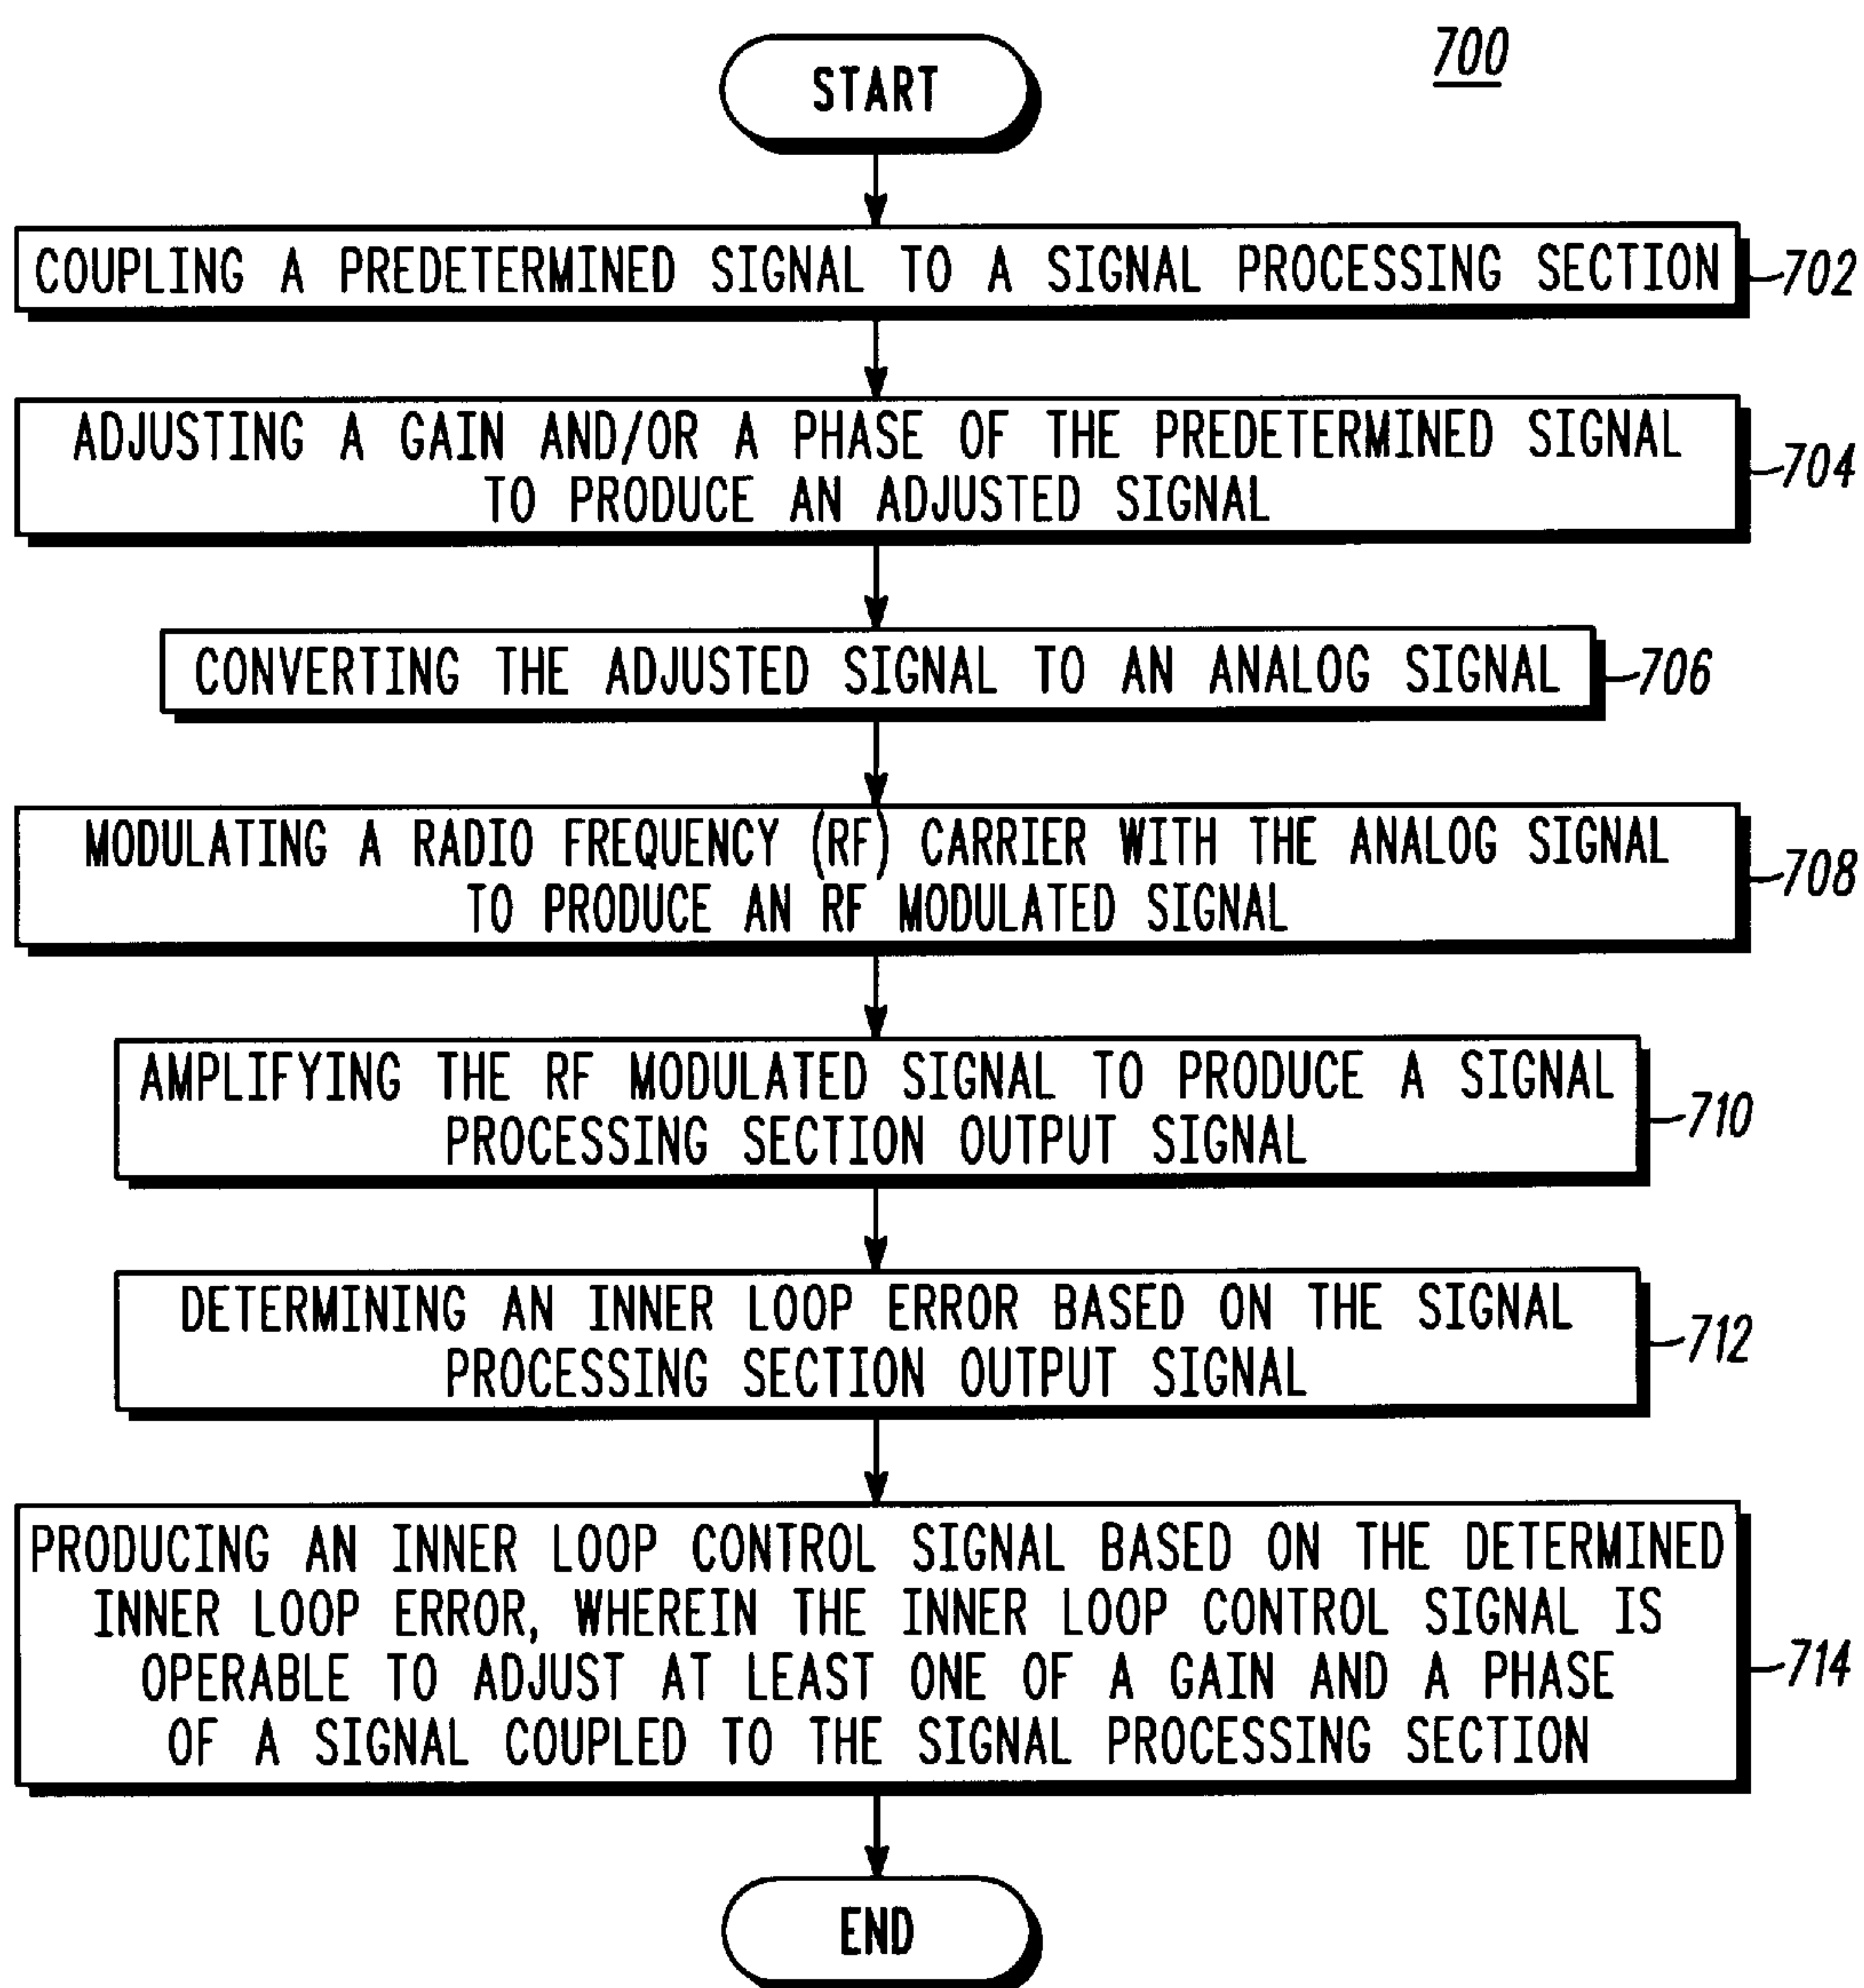 700
START
COUPLING A PREDETERMINED SIGNAL TO A SIGNAL PROCESSING SECTION
702
ADJUSTING A GAIN AND/OR A PHASE OF THE PREDETERMINED SIGNAL
TO PRODUCE AN ADJUSTED SIGNAL
704
CONVERTING THE ADJUSTED SIGNAL TO AN ANALOG SIGNAL
706
MODULATING A RADIO FREQUENCY (RF) CARRIER WITH THE ANALOG SIGNAL
TO PRODUCE AN RF MODULATED SIGNAL
708
AMPLIFYING THE RF MODULATED SIGNAL TO PRODUCE A SIGNAL
PROCESSING SECTION OUTPUT SIGNAL
710
DETERMINING AN INNER LOOP ERROR BASED ON THE SIGNAL
PROCESSING SECTION OUTPUT SIGNAL
712
PRODUCING AN INNER LOOP CONTROL SIGNAL BASED ON THE DETERMINED
INNER LOOP ERROR, WHEREIN THE INNER LOOP CONTROL SIGNAL IS
OPERABLE TO ADJUST AT LEAST ONE OF A GAIN AND A PHASE
OF A SIGNAL COUPLED TO THE SIGNAL PROCESSING SECTION
714
END